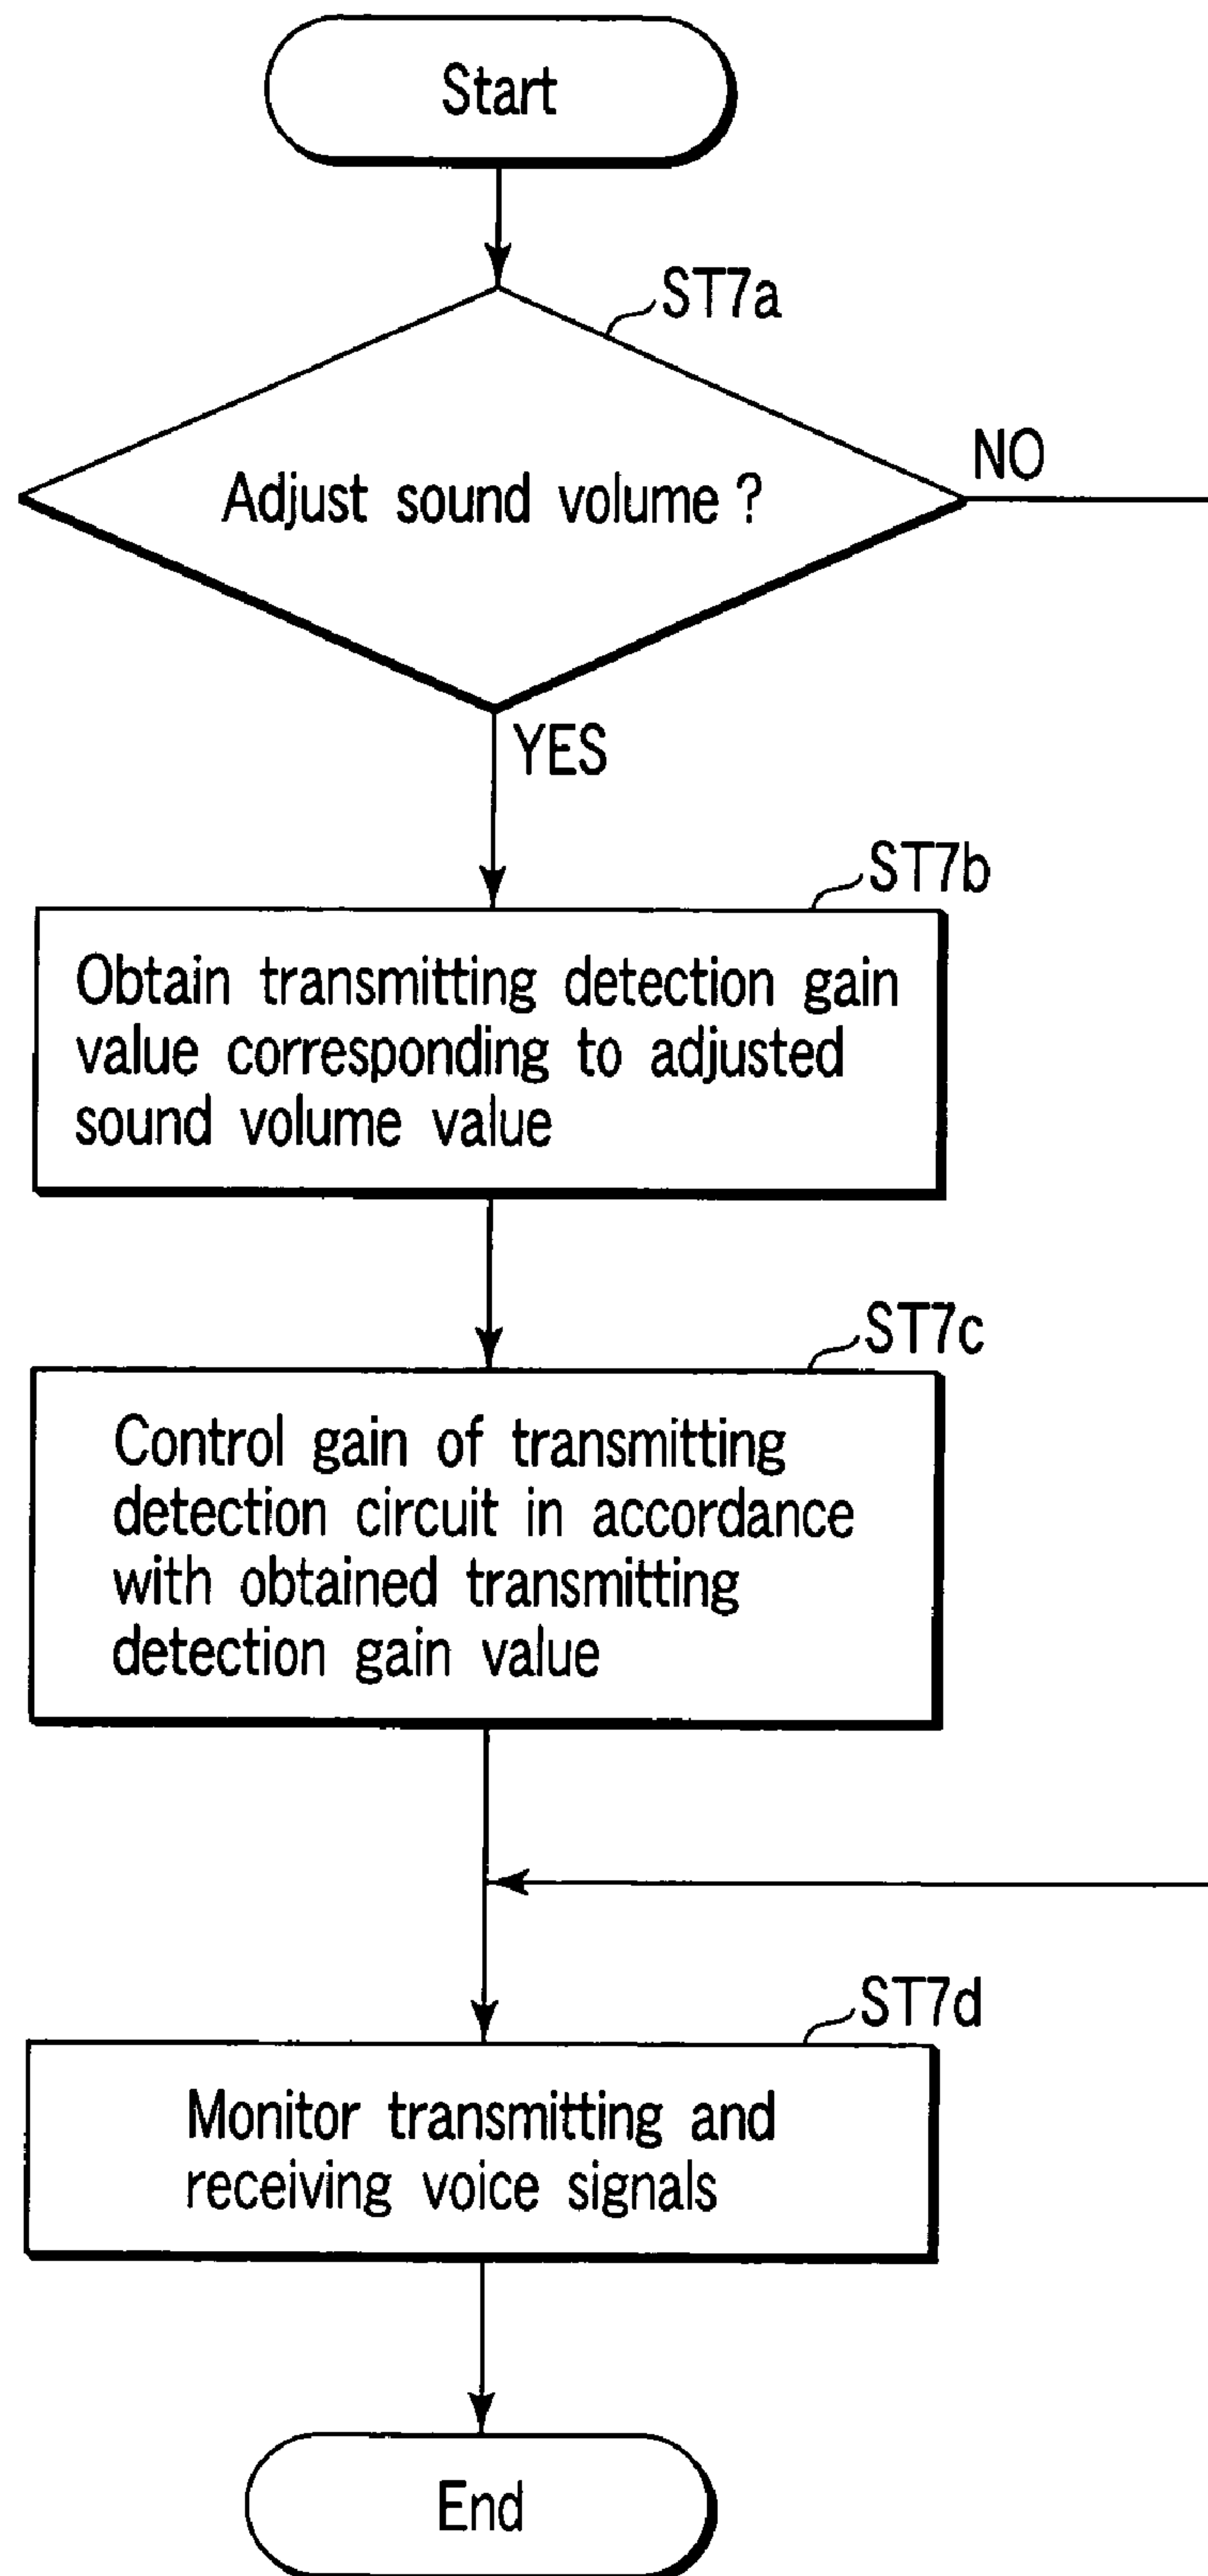 Start
ST7a
Adjust sound volume ?
NO
YES
ST7b
Obtain transmitting detection gain
value corresponding to adjusted
sound volume value
ST7c
Control gain of transmitting
detection circuit in accordance
with obtained transmitting
detection gain value
ST7d
Monitor transmitting and
receiving voice signals
End